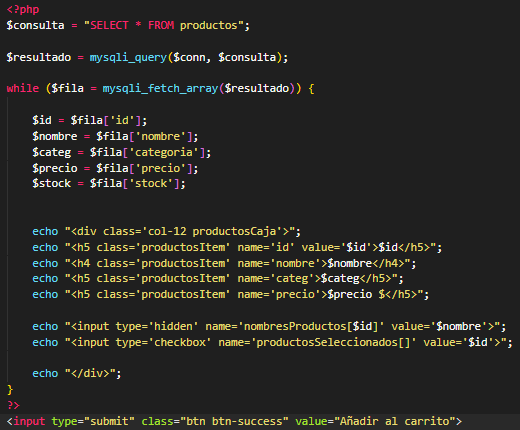 <?php
$consulta = "SELECT * FROM productos";
$resultado = mysqli_query($conn, $consulta);
while ($fila = mysqli_fetch_array($resultado)) {
$id = $fila['id'];
$nombre = $fila['nombre'];
$categ = $fila['categoria'];
$precio = $fila['precio'];
$stock = $fila['stock'];
echo "<div class='col-12 productosCaja'>";
echo "<h5 class='productosItem' name='id' value='$id'>$id</h5>";
echo "<h4 class='productosItem' name='nombre'>$nombre</h4>";
echo "<h5 class='productosItem' name='categ'>$categ</h5>";
echo "<h5 class='productosItem' name='precio'>$precio $</h5>";
echo "<input type='hidden' name='nombresProductos[$id]' value='$nombre'>";
echo "<input type='checkbox' name='productosSeleccionados[]' value='$id'>";
echo "</div>";
}
?>
<input type="submit" class="btn btn-success" value="Añadir al carrito">